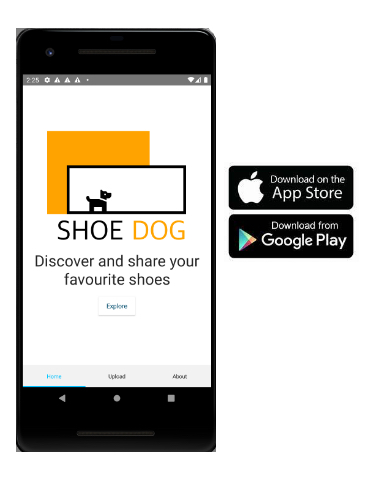 2:25
SHOE DOG
Discover and share your
favourite shoes
Explore
Home Upload About
Download on the
App Store
Download from
Google Play